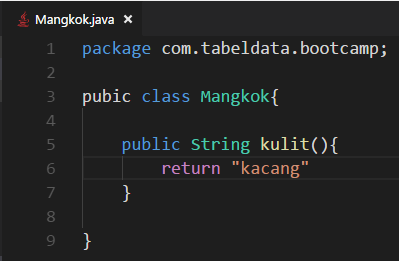 Mangkok.java ×
1 package com.tabeldata.bootcamp;
2
3 pubic class Mangkok{
4
5     public String kulit(){
6         return "kacang"
7     }
8
9 }